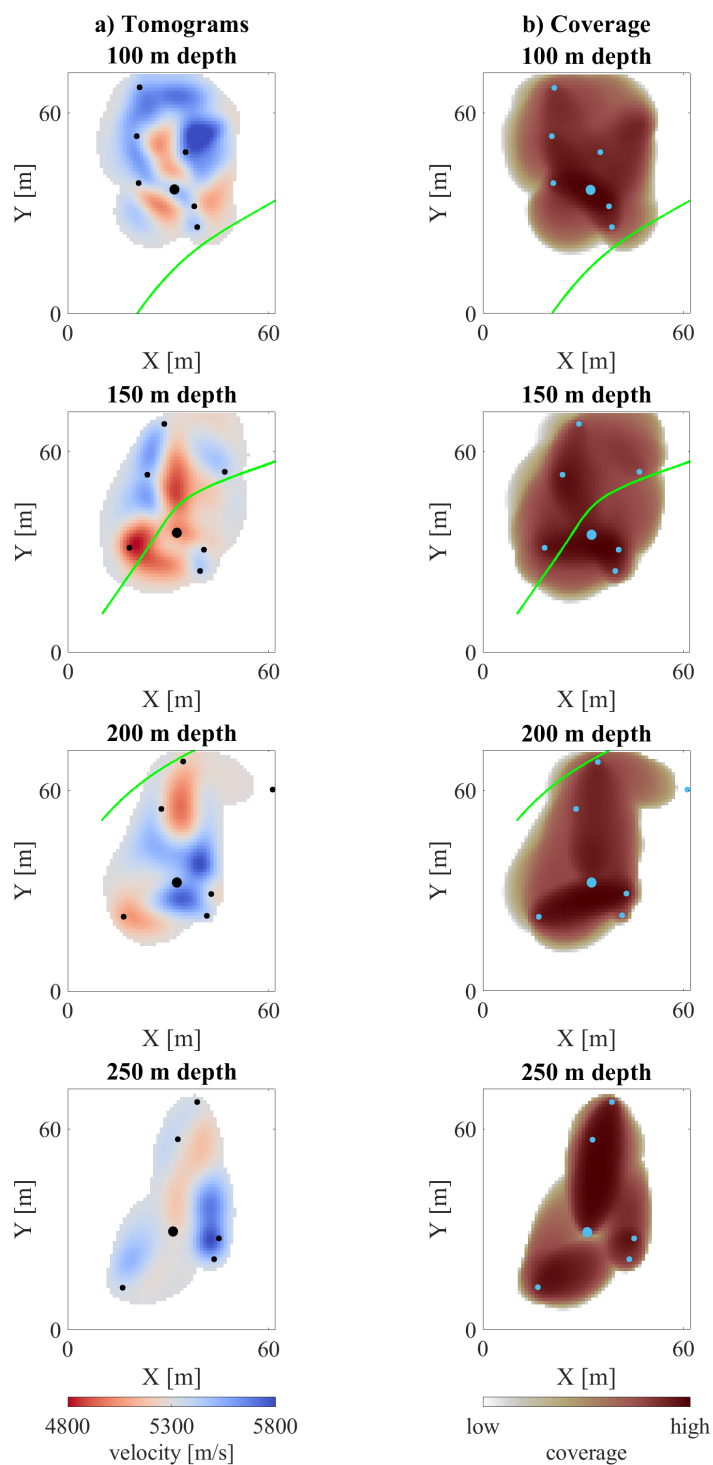 a) Tomograms
b) Coverage
100 m depth
100 m depth
Y [m]
60
0
0
60
X [m]
Y [m]
60
0
0
60
X [m]
150 m depth
150 m depth
Y [m]
60
0
0
60
X [m]
Y [m]
60
0
0
60
X [m]
200 m depth
200 m depth
Y [m]
60
0
0
60
X [m]
Y [m]
60
0
0
60
X [m]
250 m depth
250 m depth
Y [m]
60
0
0
60
X [m]
Y [m]
60
0
0
60
X [m]
4800 5300 5800
velocity [m/s]
low high
coverage